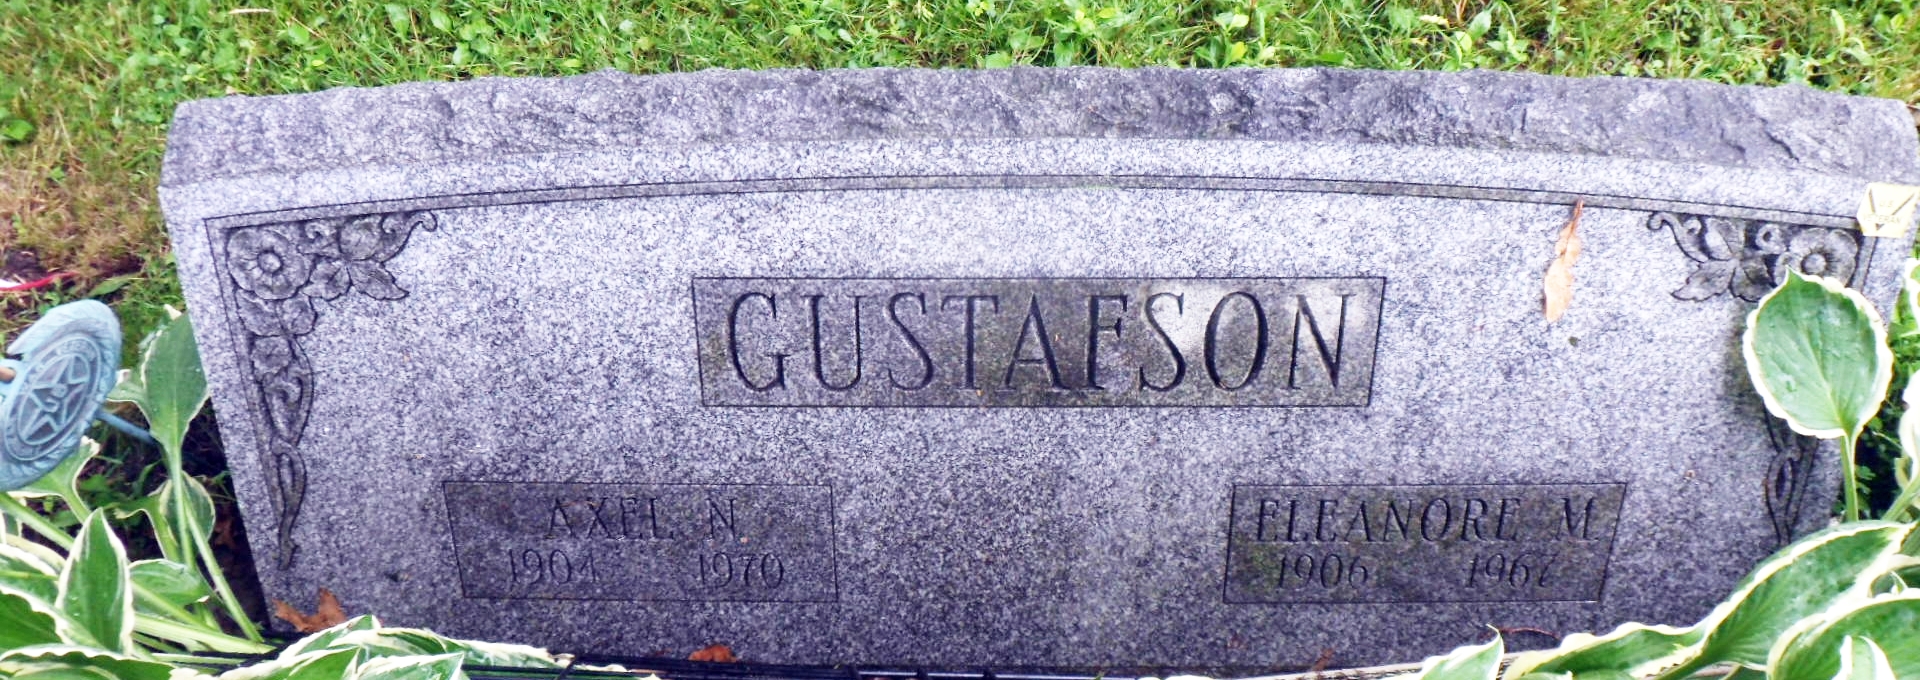 GUSTAFSON
AXEL N.
1904 1970
ELEANORE M.
1906 1967